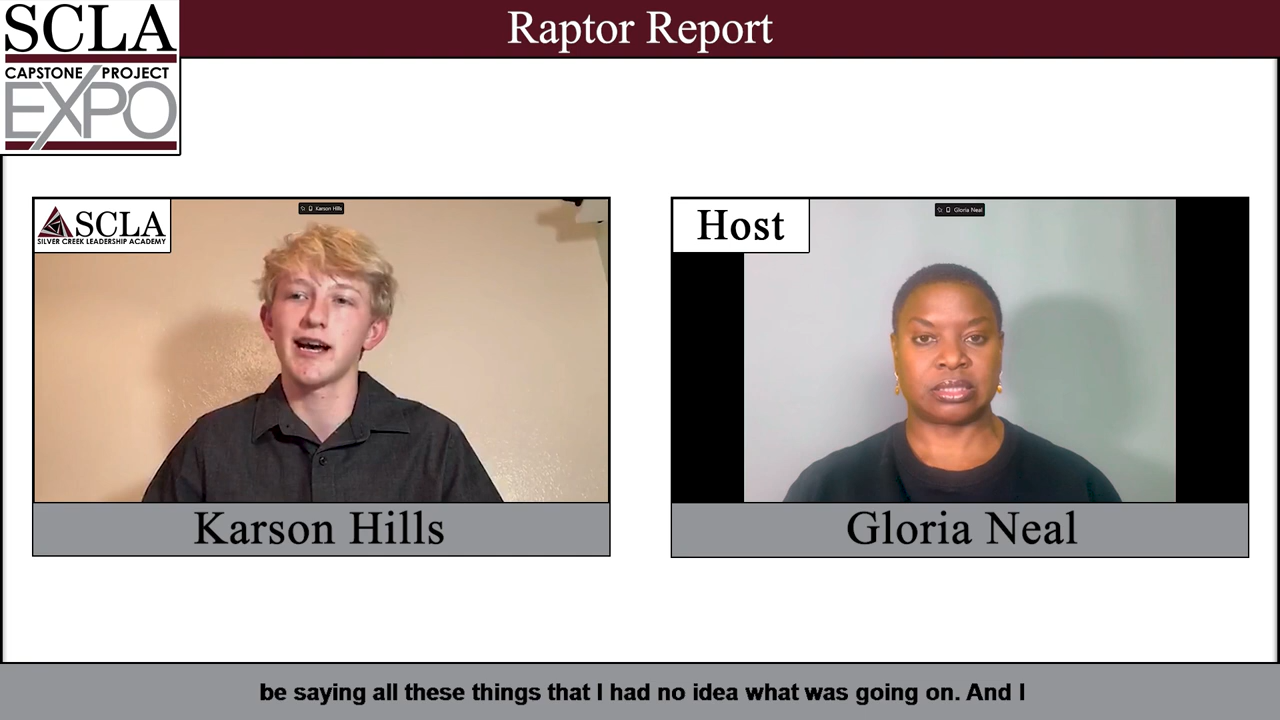 SCLA
CAPSTONE PROJECT
EXPO
Raptor Report
SCLA
SILVER CREEK LEADERSHIP ACADEMY
Karson Hills
Host
Gloria Neal
Karson Hills
Gloria Neal
be saying all these things that I had no idea what was going on. And I